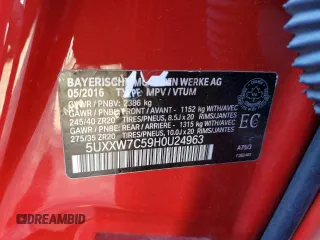 BAYERISCHE MOTOREN WERKE AG
05/2016 TYPE MPV / VTUM
GVWR / PNBV: 2386 kg
GAWR / PNBE: FRONT / AVANT - 1152 kg WITH/AVEC
245/40 ZR20 TIRES/PNEUS, 8.5J x 20 RIMS/JANTES
GAWR / PNBE: REAR / ARRIERE - 1315 kg WITH/AVEC
275/35 ZR20 TIRES/PNEUS, 10.0J x 20 RIMS/JANTES
5UXXW7C59H0U24963
EC
A75/3
DREAMBID